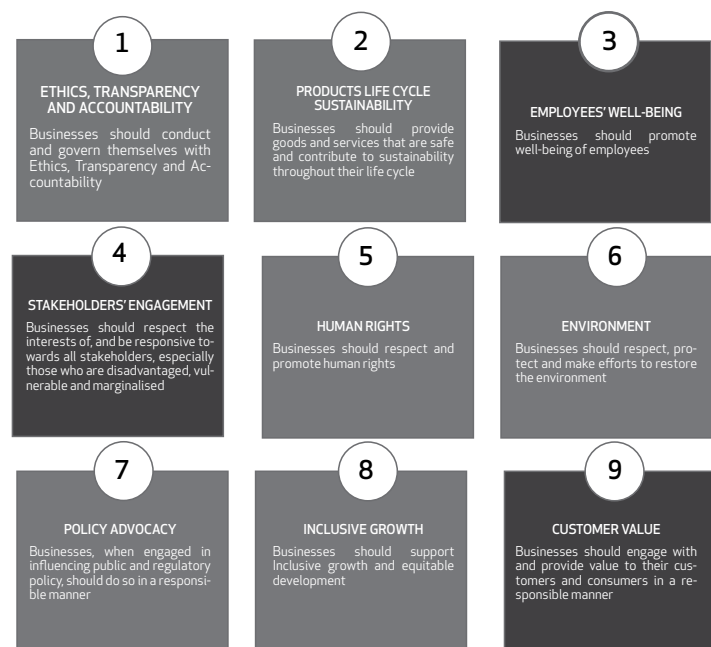 1
ETHICS, TRANSPARENCY
AND ACCOUNTABILITY
Businesses should conduct
and govern themselves with
Ethics, Transparency and Ac-
countability
2
PRODUCTS LIFE CYCLE
SUSTAINABILITY
Businesses should provide
goods and services that are safe
and contribute to sustainability
throughout their life cycle
3
EMPLOYEES' WELL-BEING
Businesses should promote
well-being of employees
4
STAKEHOLDERS' ENGAGEMENT
Businesses should respect the
interests of, and be responsive to-
wards all stakeholders, especially
those who are disadvantaged, vul-
nerable and marginalised
5
HUMAN RIGHTS
Businesses should respect and
promote human rights
6
ENVIRONMENT
Businesses should respect, pro-
tect and make efforts to restore
the environment
7
POLICY ADVOCACY
Businesses, when engaged in
influencing public and regulatory
policy, should do so in a responsi-
ble manner
8
INCLUSIVE GROWTH
Businesses should support
Inclusive growth and equitable
development
9
CUSTOMER VALUE
Businesses should engage with
and provide value to their cus-
tomers and consumers in a re-
sponsible manner